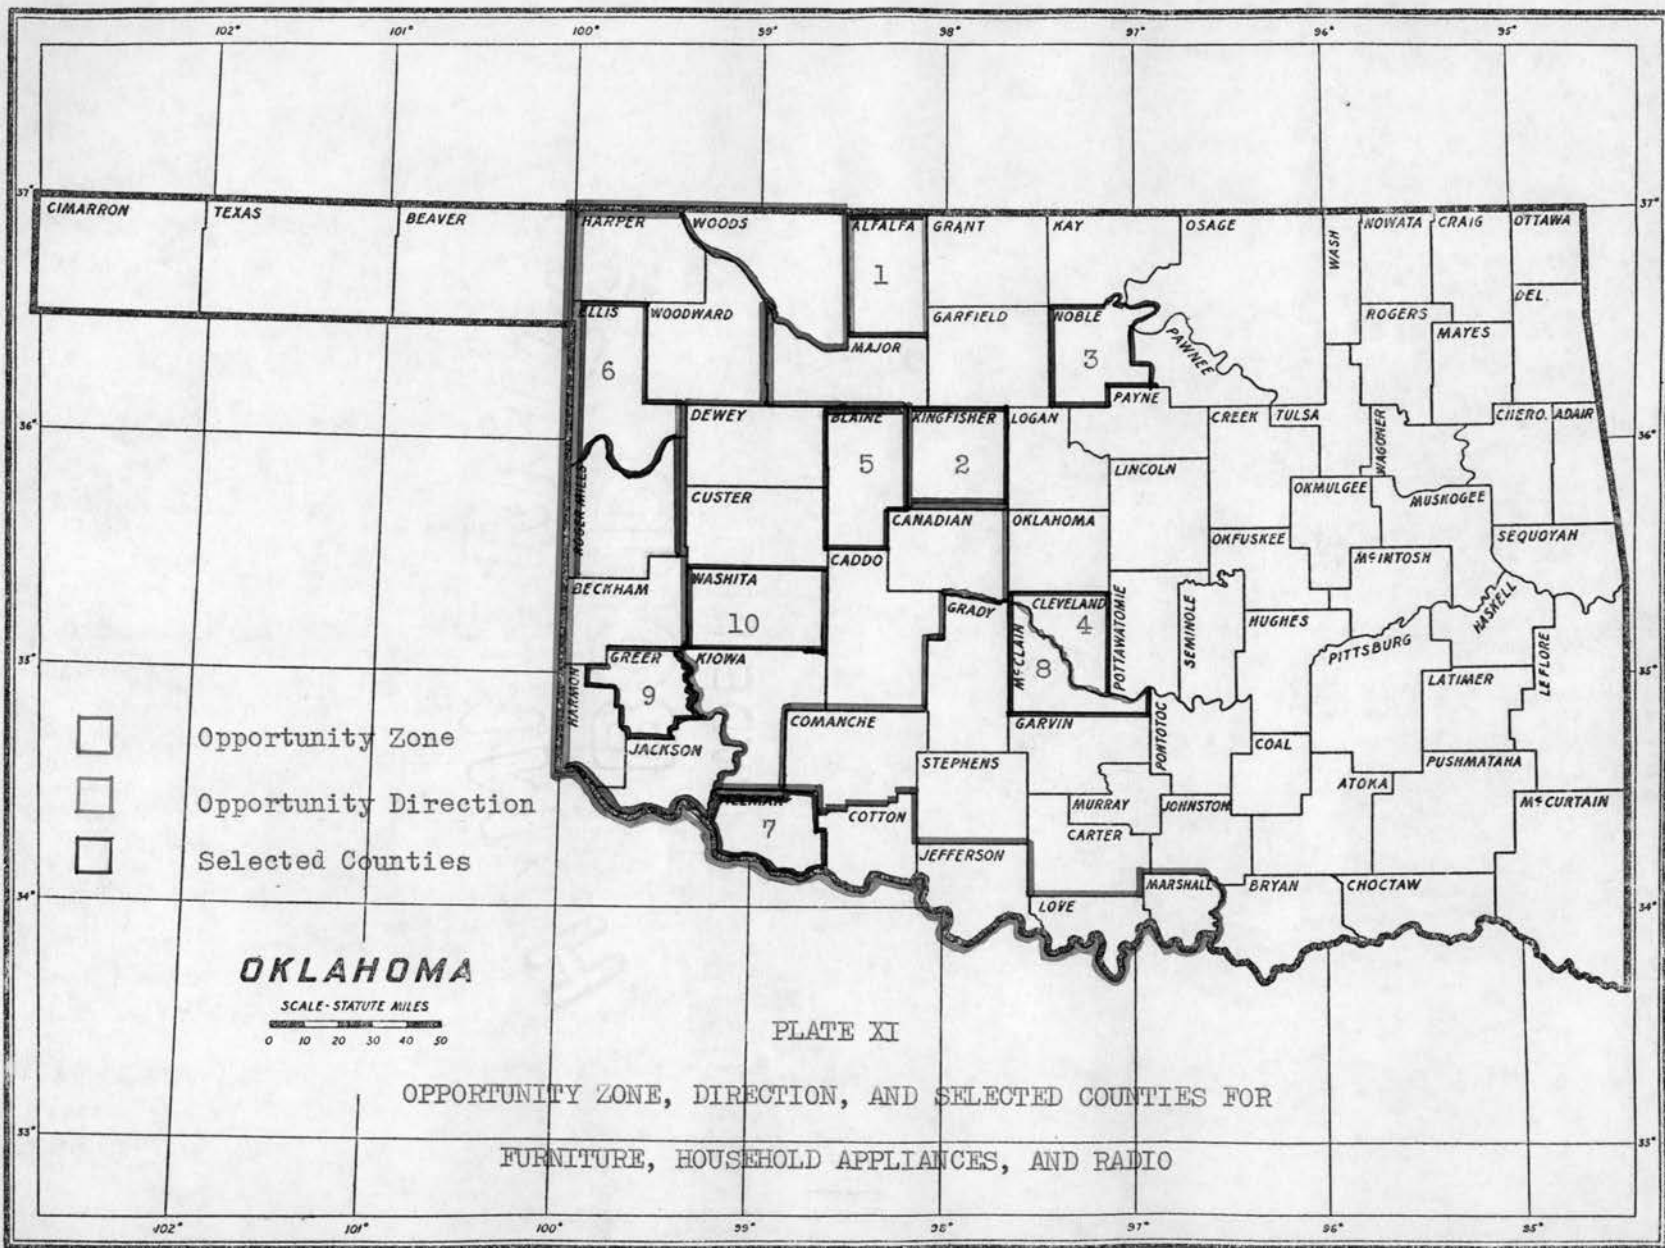 102° 101° 100° 99° 98° 97° 96° 95°
37° 37°
CIMARRON TEXAS BEAVER HARPER WOODS ALFALFA GRANT KAY OSAGE WASH NOWATA CRAIG OTTAWA
1
DEL.
ELLIS WOODWARD GARFIELD NOBLE ROGERS
MAJOR PAWNEE MAYES
6 3
PAYNE
36° 36°
DEWEY BLAINE KINGFISHER LOGAN CREEK TULSA WAGONER CHERO. ADAIR
5 2
LINCOLN
ROGER MILLS CUSTER OKMULGEE MUSKOGEE
CANADIAN OKLAHOMA
OKFUSKEE SEQUOYAH
CADDO McINTOSH
BECKHAM WASHITA HASKELL
GRADY CLEVELAND POTTAWATOMIE SEMINOLE HUGHES
10 4
35° 35°
GREER KIOWA McCLAIN PITTSBURG LE FLORE
HARMON 9 8 LATIMER
COMANCHE GARVIN PONTOTOC
Opportunity Zone
JACKSON COAL
STEPHENS PUSHMATAHA
ATOKA
Opportunity Direction
TILLMAN COTTON MURRAY JOHNSTON McCURTAIN
7 CARTER
Selected Counties
JEFFERSON
MARSHALL BRYAN CHOCTAW
34° 34°
LOVE
OKLAHOMA
SCALE-STATUTE MILES
0 10 20 30 40 50
PLATE XI
OPPORTUNITY ZONE, DIRECTION, AND SELECTED COUNTIES FOR
33° 33°
FURNITURE, HOUSEHOLD APPLIANCES, AND RADIO
102° 101° 100° 99° 98° 97° 96° 95°